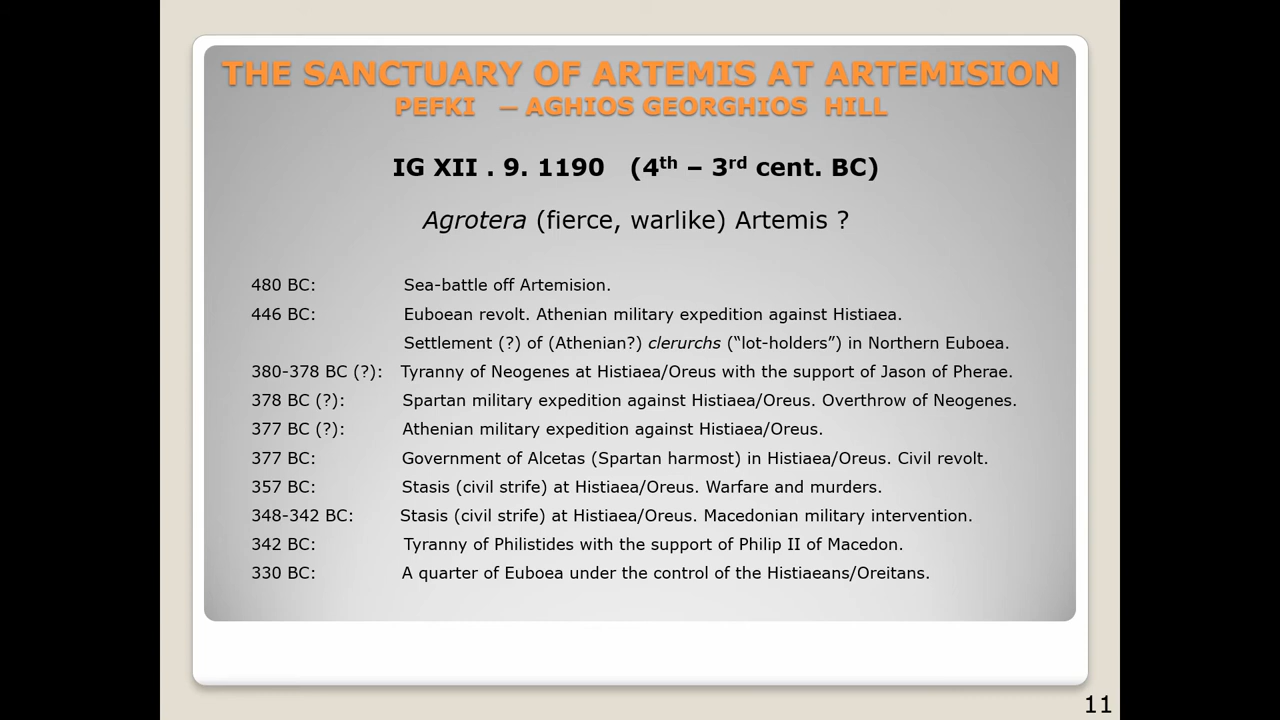 THE SANCTUARY OF ARTEMIS AT ARTEMISION
PEFKI – AGHIOS GEORGHIOS HILL
IG XII . 9. 1190 (4th – 3rd cent. BC)
Agrotera (fierce, warlike) Artemis ?
480 BC: Sea-battle off Artemision.
446 BC: Euboean revolt. Athenian military expedition against Histiaea.
Settlement (?) of (Athenian?) clerurchs (“lot-holders”) in Northern Euboea.
380-378 BC (?): Tyranny of Neogenes at Histiaea/Oreus with the support of Jason of Pherae.
378 BC (?): Spartan military expedition against Histiaea/Oreus. Overthrow of Neogenes.
377 BC (?): Athenian military expedition against Histiaea/Oreus.
377 BC: Government of Alcetas (Spartan harmost) in Histiaea/Oreus. Civil revolt.
357 BC: Stasis (civil strife) at Histiaea/Oreus. Warfare and murders.
348-342 BC: Stasis (civil strife) at Histiaea/Oreus. Macedonian military intervention.
342 BC: Tyranny of Philistides with the support of Philip II of Macedon.
330 BC: A quarter of Euboea under the control of the Histiaeans/Oreitans.
11